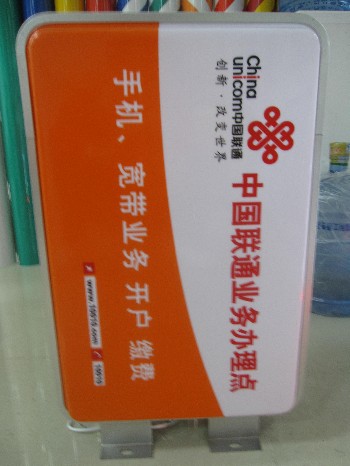 China
unicom中国联通
创新·改变世界
中国联通业务办理点
手机、宽带业务 开户 缴费
www.10010.com
10010